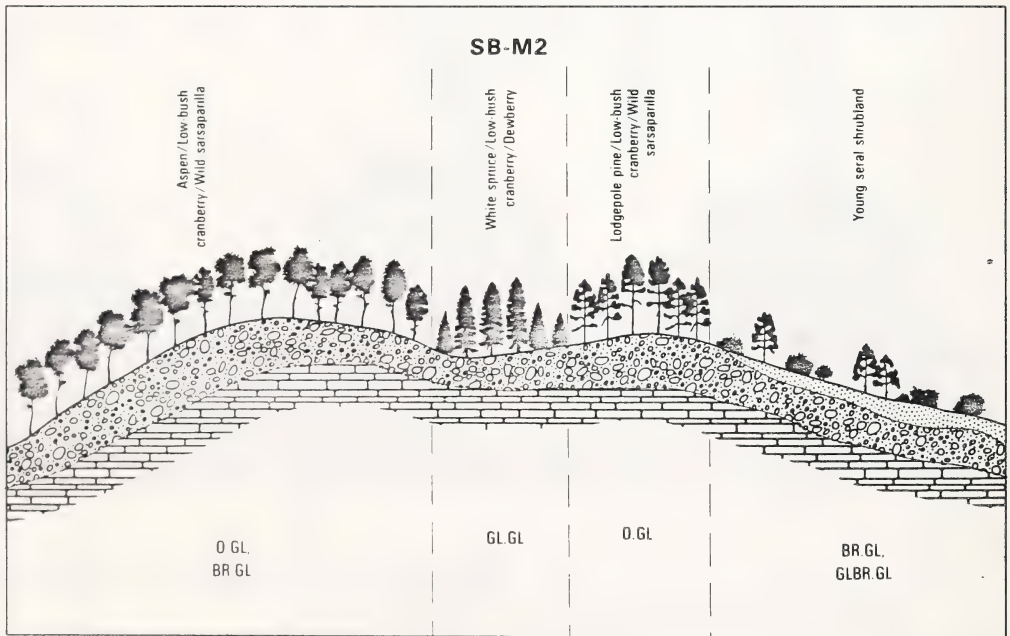 SB-M2
Aspen/Low-bush
cranberry/Wild sarsaparilla
White spruce/Low-bush
cranberry/Dewberry
Lodgepole pine/Low-bush
cranberry/Wild
sarsaparilla
Young seral shrubland
O GL,
BR GL
GL.GL
O.GL
BR.GL,
GLBR.GL